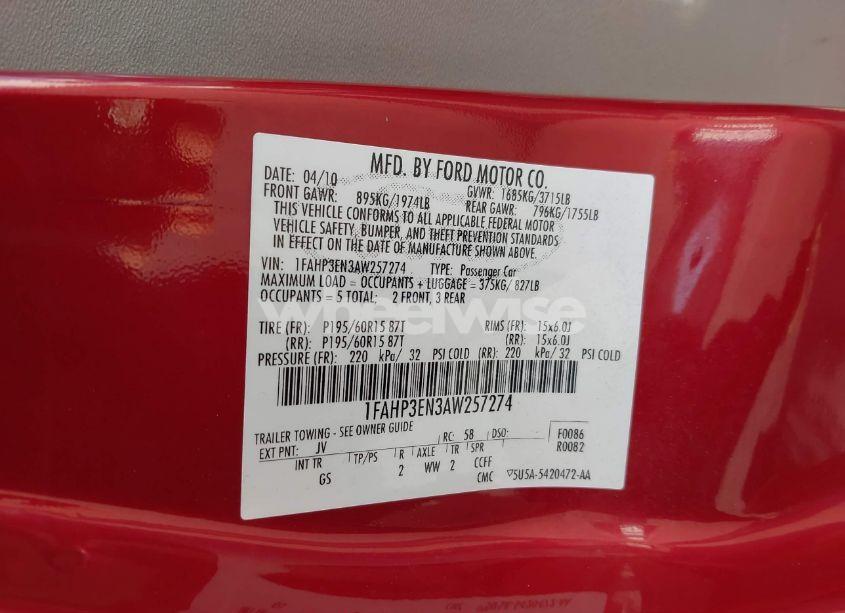 MFD. BY FORD MOTOR CO.
DATE: 04/10 GVWR: 1685KG/3715LB
FRONT GAWR: 895KG/1974LB REAR GAWR: 796KG/1755LB
THIS VEHICLE CONFORMS TO ALL APPLICABLE FEDERAL MOTOR
VEHICLE SAFETY, BUMPER, AND THEFT PREVENTION STANDARDS
IN EFFECT ON THE DATE OF MANUFACTURE SHOWN ABOVE.
VIN: 1FAHP3EN3AW257274 TYPE: Passenger Car
MAXIMUM LOAD = OCCUPANTS + LUGGAGE = 375KG/ 827LB
OCCUPANTS = 5 TOTAL: 2 FRONT, 3 REAR
wheelwise
TIRE (FR): P195/60R15 87T RIMS (FR): 15x6.0J
(RR): P195/60R15 87T (RR): 15x6.0J
PRESSURE (FR): 220 kPa/ 32 PSI COLD (RR): 220 kPa/ 32 PSI COLD
1FAHP3EN3AW257274
TRAILER TOWING - SEE OWNER GUIDE RC: 58 DSO: F0086
EXT PNT: JV R0082
INT TR TP/PS R AXLE TR SPR
GS 2 WW 2 CCFF
CMC ▽5U5A-5420472-AA